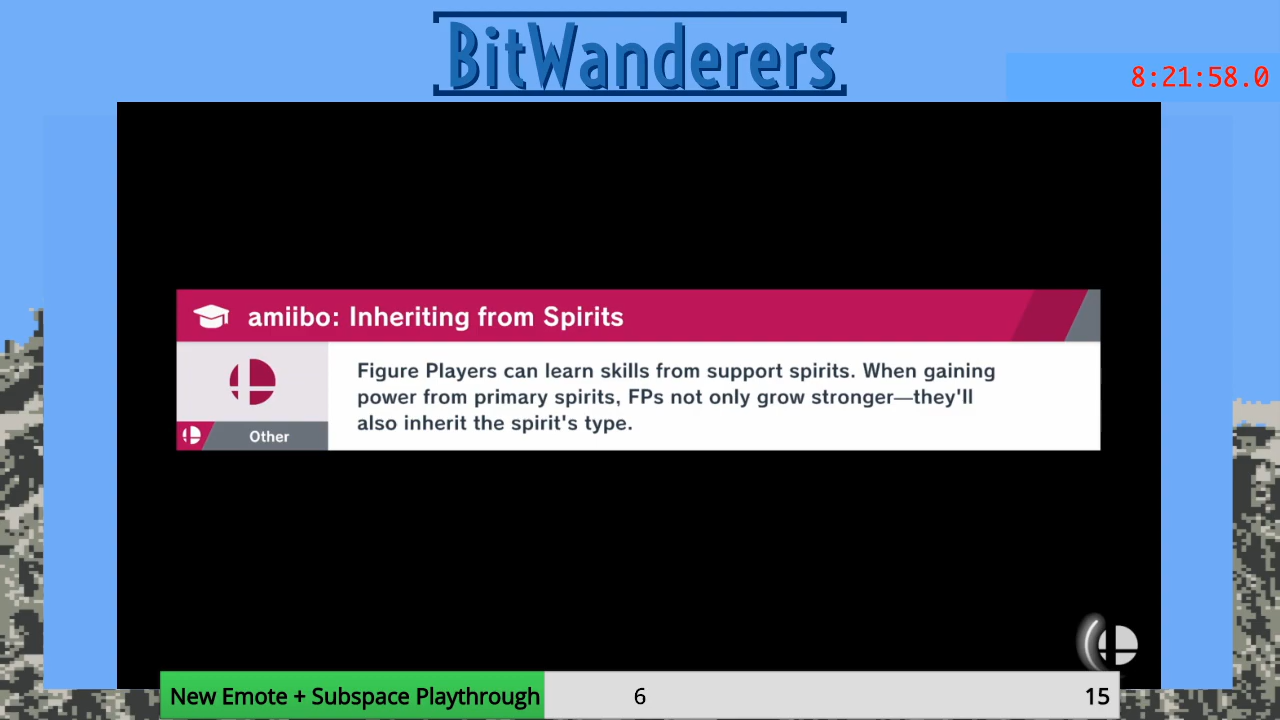 BitWanderers
8:21:58.0
amiibo: Inheriting from Spirits
Figure Players can learn skills from support spirits. When gaining
power from primary spirits, FPs not only grow stronger—they'll
also inherit the spirit's type.
Other
New Emote + Subspace Playthrough 6 15